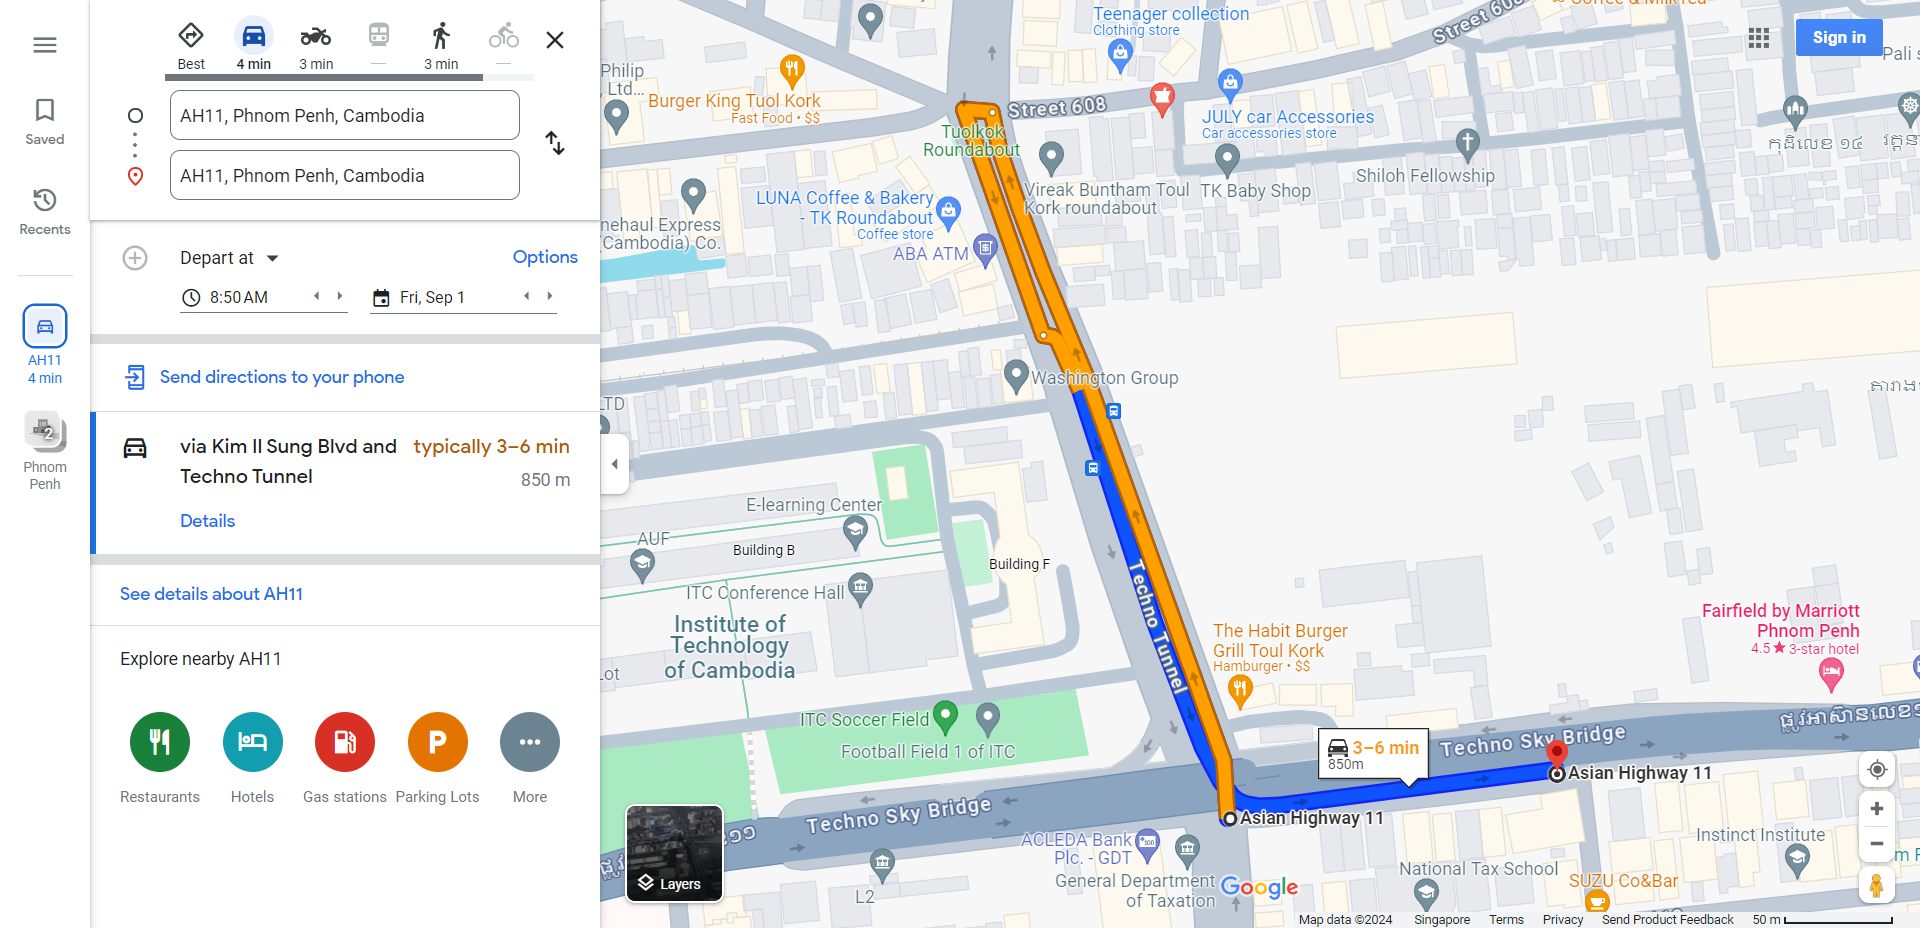 Saved
Recents
AH11
4 min
2
Phnom
Penh
Best
4 min
3 min
—
3 min
—
AH11, Phnom Penh, Cambodia
AH11, Phnom Penh, Cambodia
Depart at
Options
8:50 AM
Fri, Sep 1
Send directions to your phone
via Kim Il Sung Blvd and
Techno Tunnel
typically 3–6 min
850 m
Details
See details about AH11
Explore nearby AH11
Restaurants
Hotels
Gas stations
P
Parking Lots
More
Teenager collection
Clothing store
Street 608
Sign in
Philip
Ltd...
Burger King Tuol Kork
Fast Food • $$
Street 608
JULY car Accessories
Car accessories store
Tuolkok
Roundabout
Vireak Buntham Toul
Kork roundabout
TK Baby Shop
Shiloh Fellowship
កុដិលេខ ១៤
LUNA Coffee & Bakery
- TK Roundabout
Coffee store
ABA ATM
nehaul Express
(Cambodia) Co.
Washington Group
LTD
E-learning Center
AUF
Building B
Building F
ITC Conference Hall
Institute of
Technology
of Cambodia
Lot
Techno Tunnel
The Habit Burger
Grill Toul Kork
Hamburger • $$
Fairfield by Marriott
Phnom Penh
4.5 ★ 3-star hotel
ITC Soccer Field
Football Field 1 of ITC
3–6 min
850m
Techno Sky Bridge
Asian Highway 11
Techno Sky Bridge
Asian Highway 11
ACLEDA Bank
Plc. - GDT
General Department
of Taxation
L2
National Tax School
Instinct Institute
SUZU Co&Bar
Layers
Google
Map data ©2024
Singapore
Terms
Privacy
Send Product Feedback
50 m